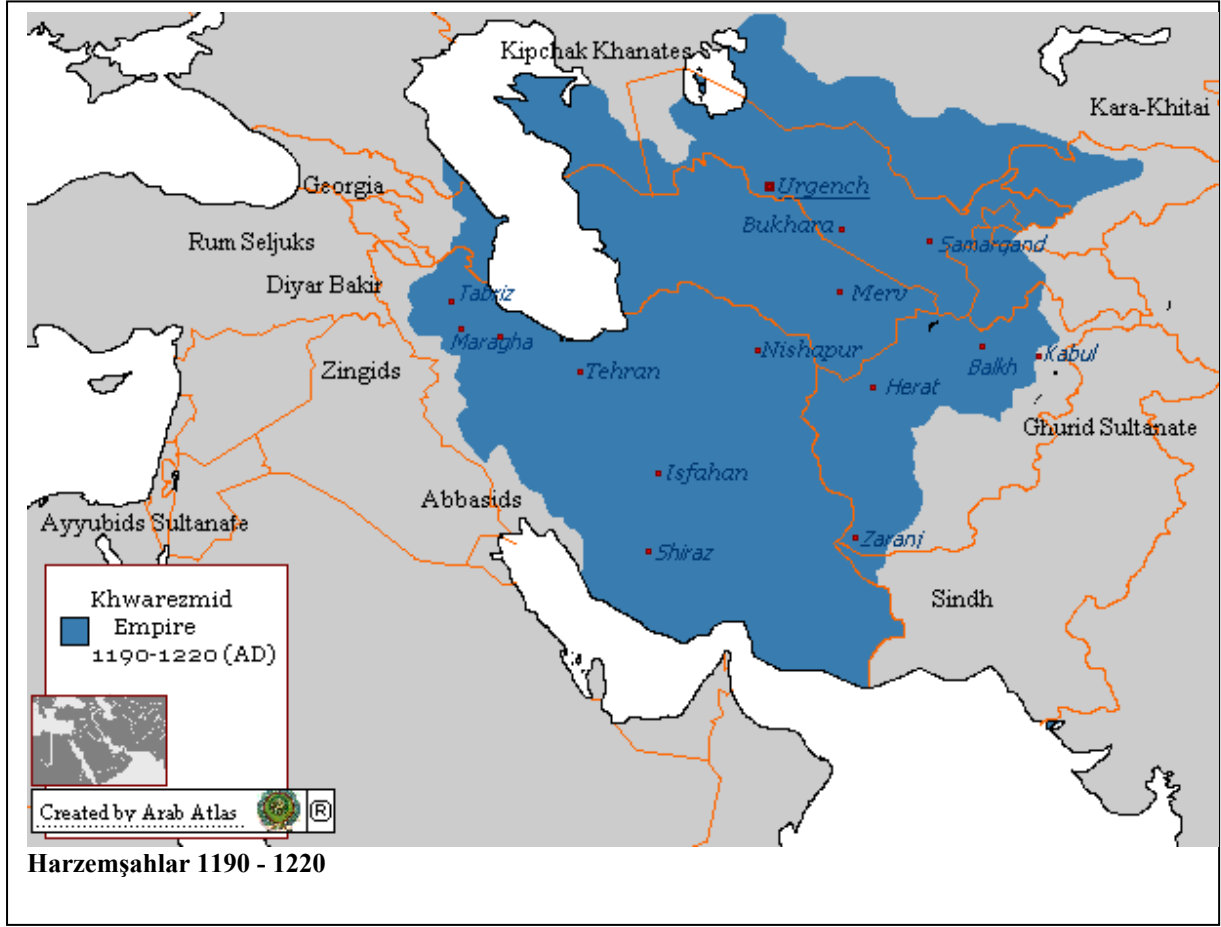 Kipchak Khanates S
Kara-Khitai
Georgia
Urgench
Bukhara
Rum Seljuks
Samarqand
Diyar Bakir
Tabriz
Merv
Maragha
Nishapur
Kabul
Zingids
Tehran
Balkh
Herat
Ghurid Sultanate
Isfahan
Abbasids
Ayyubids Sultanate
Zaranj
Shiraz
Sindh
Khwarezmid
Empire
1190-1220 (AD)
Created by Arab Atlas ®
Harzemşahlar 1190 - 1220